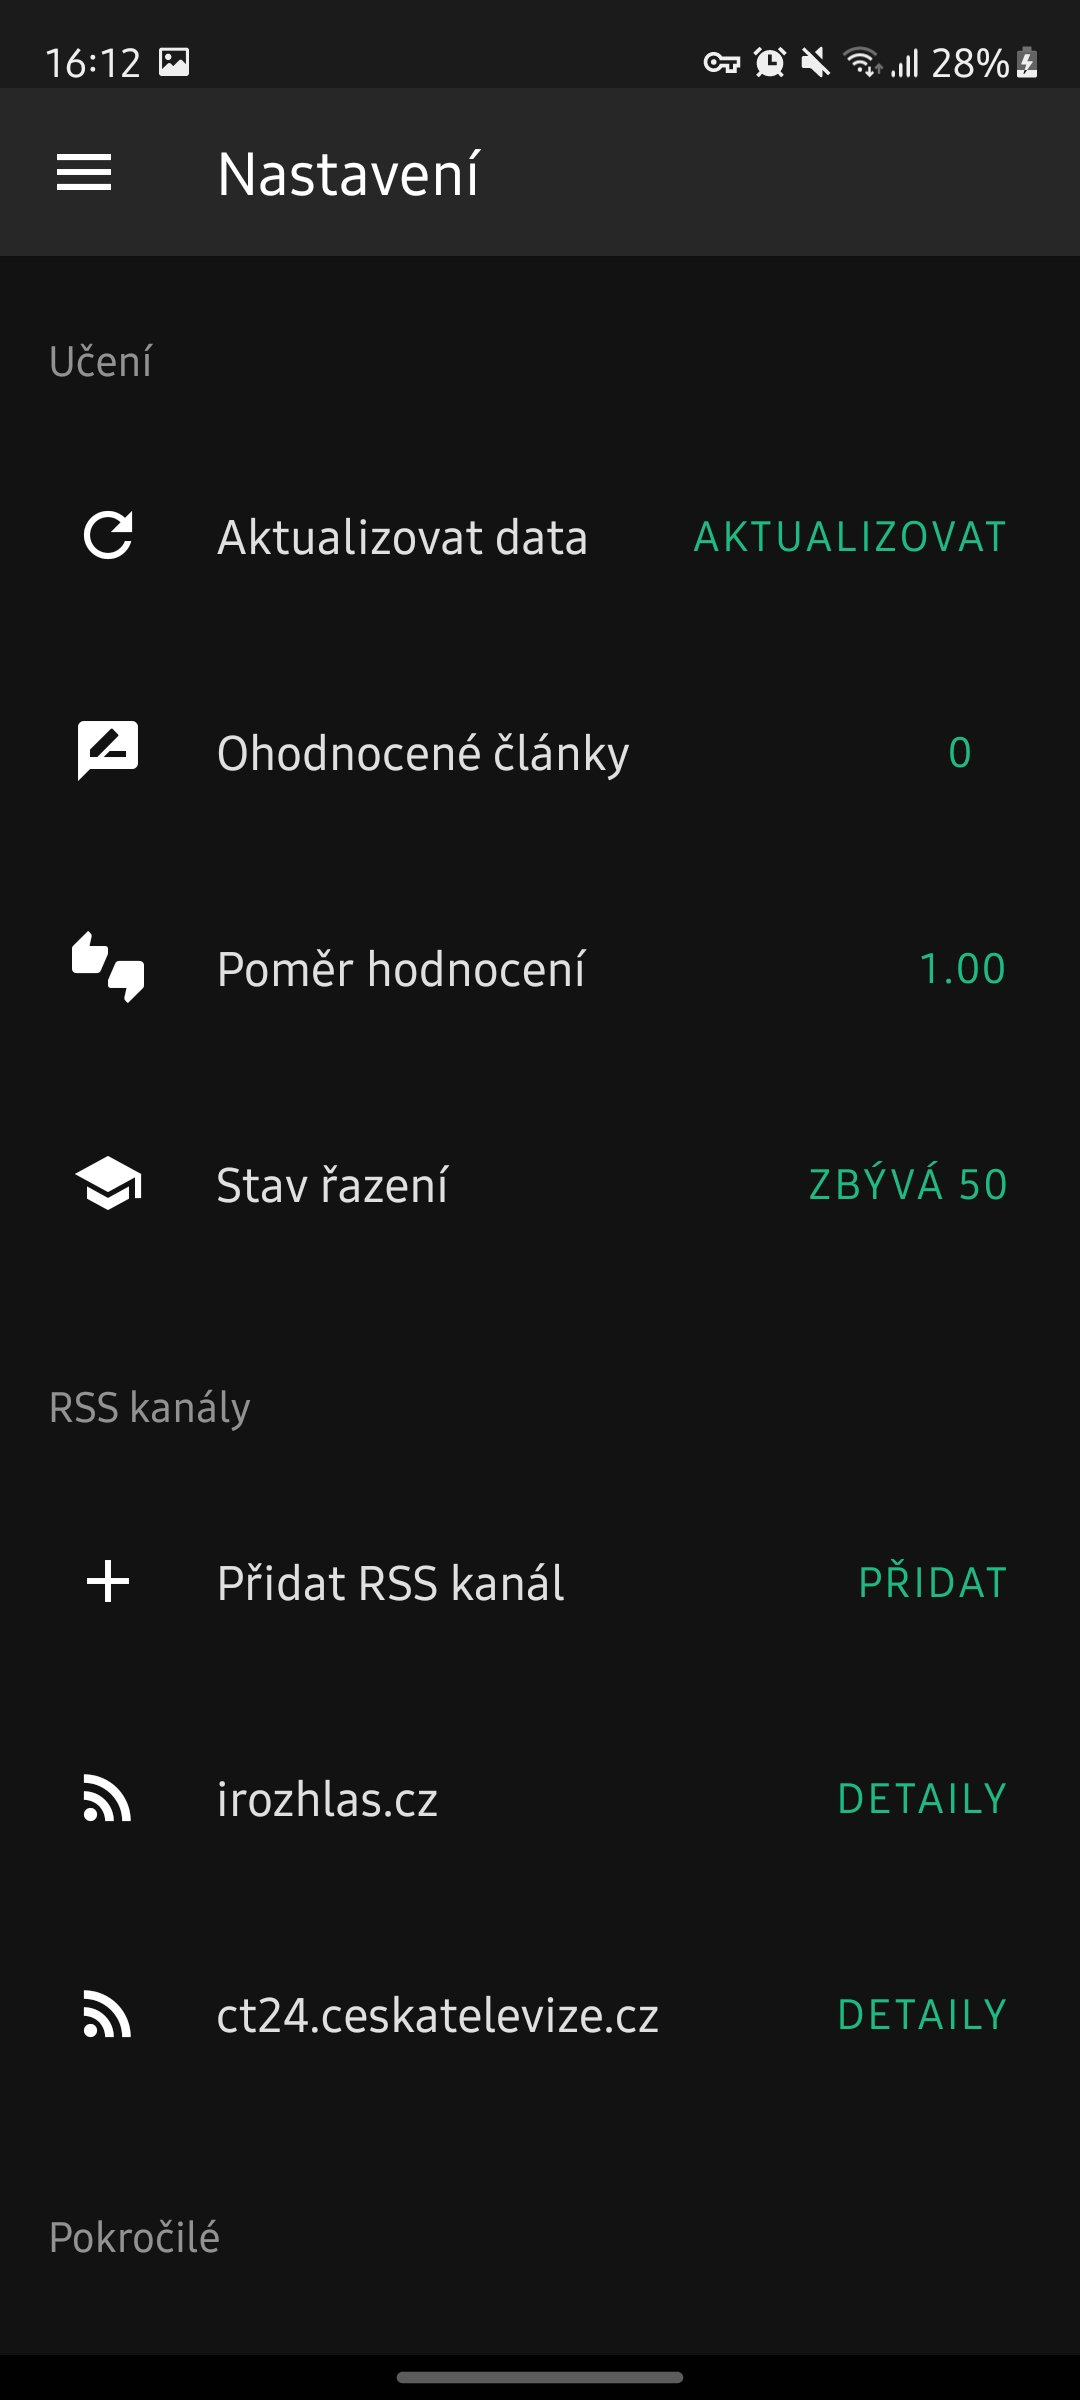 16:12 28%
Nastavení
Učení
Aktualizovat data AKTUALIZOVAT
Ohodnocené články 0
Poměr hodnocení 1.00
Stav řazení ZBÝVÁ 50
RSS kanály
Přidat RSS kanál PŘIDAT
irozhlas.cz DETAILY
ct24.ceskatelevize.cz DETAILY
Pokročilé